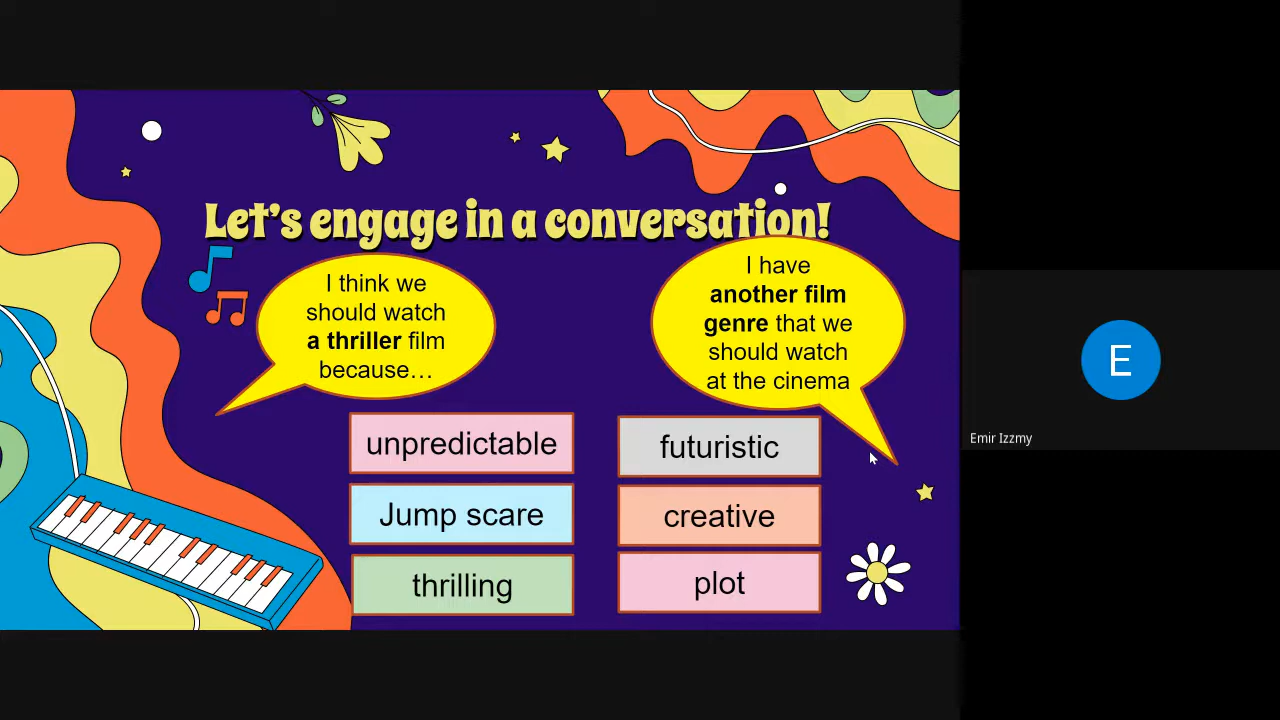 Let's engage in a conversation!
I think we
should watch
a thriller film
because…
I have
another film
genre that we
should watch
at the cinema
unpredictable
futuristic
Jump scare
creative
thrilling
plot
E
Emir Izzmy